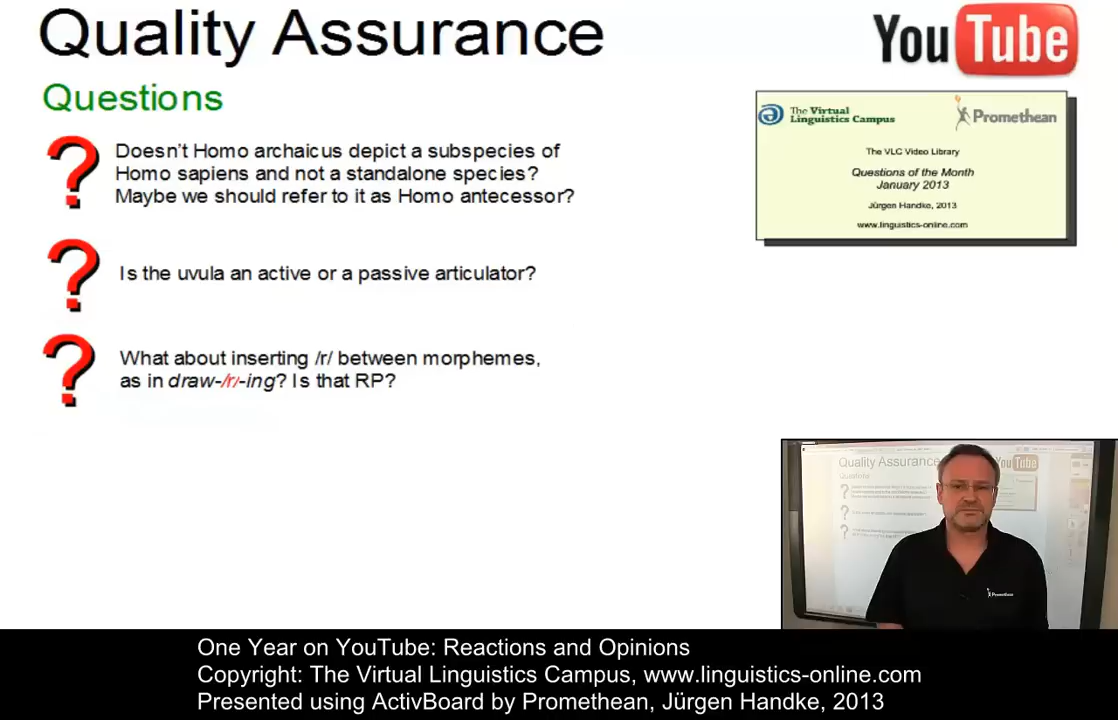 Quality Assurance
YouTube
Questions
The Virtual
Linguistics Campus
Promethean
The VLC Video Library
Questions of the Month
January 2013
Jürgen Handke, 2013
www.linguistics-online.com
? Doesn't Homo archaicus depict a subspecies of
Homo sapiens and not a standalone species?
Maybe we should refer to it as Homo antecessor?
? Is the uvula an active or a passive articulator?
? What about inserting /r/ between morphemes,
as in draw-/r/-ing? Is that RP?
Quality Assurance
YouTube
Questions
Promethean
One Year on YouTube: Reactions and Opinions
Copyright: The Virtual Linguistics Campus, www.linguistics-online.com
Presented using ActivBoard by Promethean, Jürgen Handke, 2013